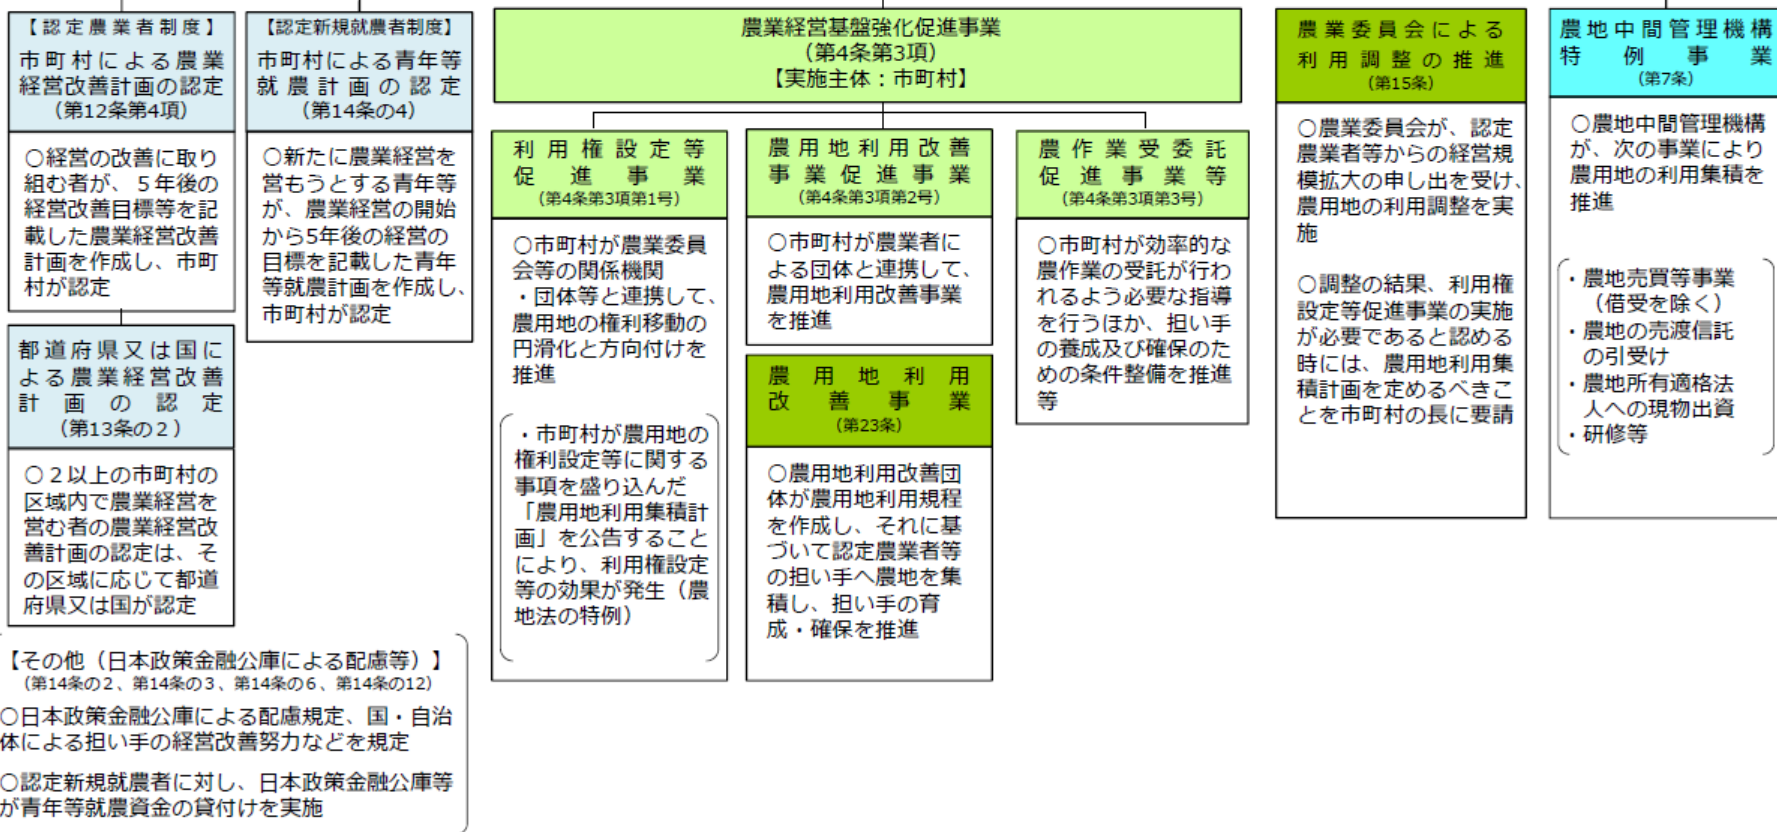 【認定農業者制度】
市町村による農業
経営改善計画の認定
（第12条第4項）
○経営の改善に取り
組む者が、５年後の
経営改善目標等を記
載した農業経営改善
計画を作成し、市町
村が認定
都道府県又は国に
よる農業経営改善
計画の認定
（第13条の２）
○２以上の市町村の
区域内で農業経営を
営む者の農業経営改
善計画の認定は、そ
の区域に応じて都道
府県又は国が認定
【認定新規就農者制度】
市町村による青年等
就農計画の認定
（第14条の4）
○新たに農業経営を
営もうとする青年等
が、農業経営の開始
から5年後の経営の
目標を記載した青年
等就農計画を作成し、
市町村が認定
【その他（日本政策金融公庫による配慮等）】
（第14条の２、第14条の３、第14条の６、第14条の12）
○日本政策金融公庫による配慮規定、国・自治
体による担い手の経営改善努力などを規定
○認定新規就農者に対し、日本政策金融公庫等
が青年等就農資金の貸付けを実施
農業経営基盤強化促進事業
（第4条第3項）
【実施主体：市町村】
利用権設定等
促進事業
（第4条第3項第1号）
○市町村が農業委員
会等の関係機関
・団体等と連携して、
農用地の権利移動の
円滑化と方向付けを
推進
・市町村が農用地の
権利設定等に関する
事項を盛り込んだ
「農用地利用集積計
画」を公告すること
により、利用権設定
等の効果が発生（農
地法の特例）
農用地利用改善
事業促進事業
（第4条第3項第2号）
○市町村が農業者に
よる団体と連携して、
農用地利用改善事業
を推進
農用地利用
改善事業
（第23条）
○農用地利用改善団
体が農用地利用規程
を作成し、それに基
づいて認定農業者等
の担い手へ農地を集
積し、担い手の育
成・確保を推進
農作業受委託
促進事業等
（第4条第3項第3号）
○市町村が効率的な
農作業の受託が行わ
れるよう必要な指導
を行うほか、担い手
の養成及び確保のた
めの条件整備を推進
等
農業委員会による
利用調整の推進
（第15条）
○農業委員会が、認定
農業者等からの経営規
模拡大の申し出を受け、
農用地の利用調整を実
施
○調整の結果、利用権
設定等促進事業の実施
が必要であると認める
時には、農用地利用集
積計画を定めるべきこ
とを市町村の長に要請
農地中間管理機構
特例事業
（第7条）
○農地中間管理機構
が、次の事業により
農用地の利用集積を
推進
・農地売買等事業
（借受を除く）
・農地の売渡信託
の引受け
・農地所有適格法
人への現物出資
・研修等